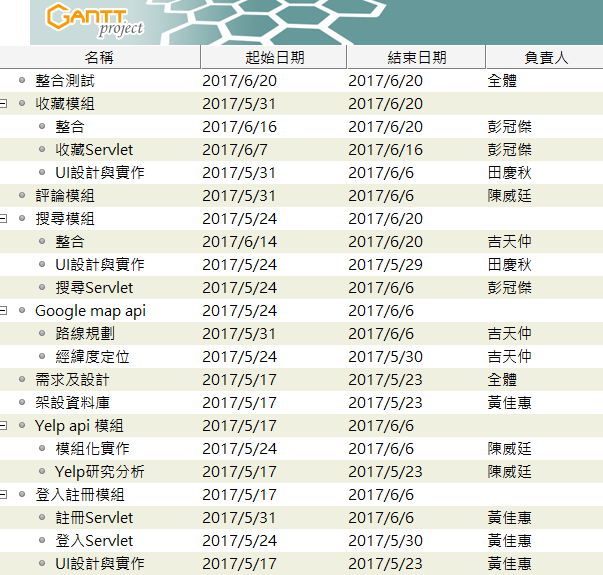 GANTT
project
名稱 起始日期 結束日期 負責人
整合測試 2017/6/20 2017/6/20 全體
收藏模組 2017/5/31 2017/6/20
整合 2017/6/16 2017/6/20 彭冠傑
收藏Servlet 2017/6/7 2017/6/16 彭冠傑
UI設計與實作 2017/5/31 2017/6/6 田慶秋
評論模組 2017/5/31 2017/6/6 陳威廷
搜尋模組 2017/5/24 2017/6/20
整合 2017/6/14 2017/6/20 吉天仲
UI設計與實作 2017/5/24 2017/5/29 田慶秋
搜尋Servlet 2017/5/24 2017/6/6 彭冠傑
Google map api 2017/5/24 2017/6/6
路線規劃 2017/5/31 2017/6/6 吉天仲
經緯度定位 2017/5/24 2017/5/30 吉天仲
需求及設計 2017/5/17 2017/5/23 全體
架設資料庫 2017/5/17 2017/5/23 黃佳惠
Yelp api 模組 2017/5/17 2017/6/6
模組化實作 2017/5/24 2017/6/6 陳威廷
Yelp研究分析 2017/5/17 2017/5/23 陳威廷
登入註冊模組 2017/5/17 2017/6/6
註冊Servlet 2017/5/31 2017/6/6 黃佳惠
登入Servlet 2017/5/24 2017/5/30 黃佳惠
UI設計與實作 2017/5/17 2017/5/23 黃佳惠